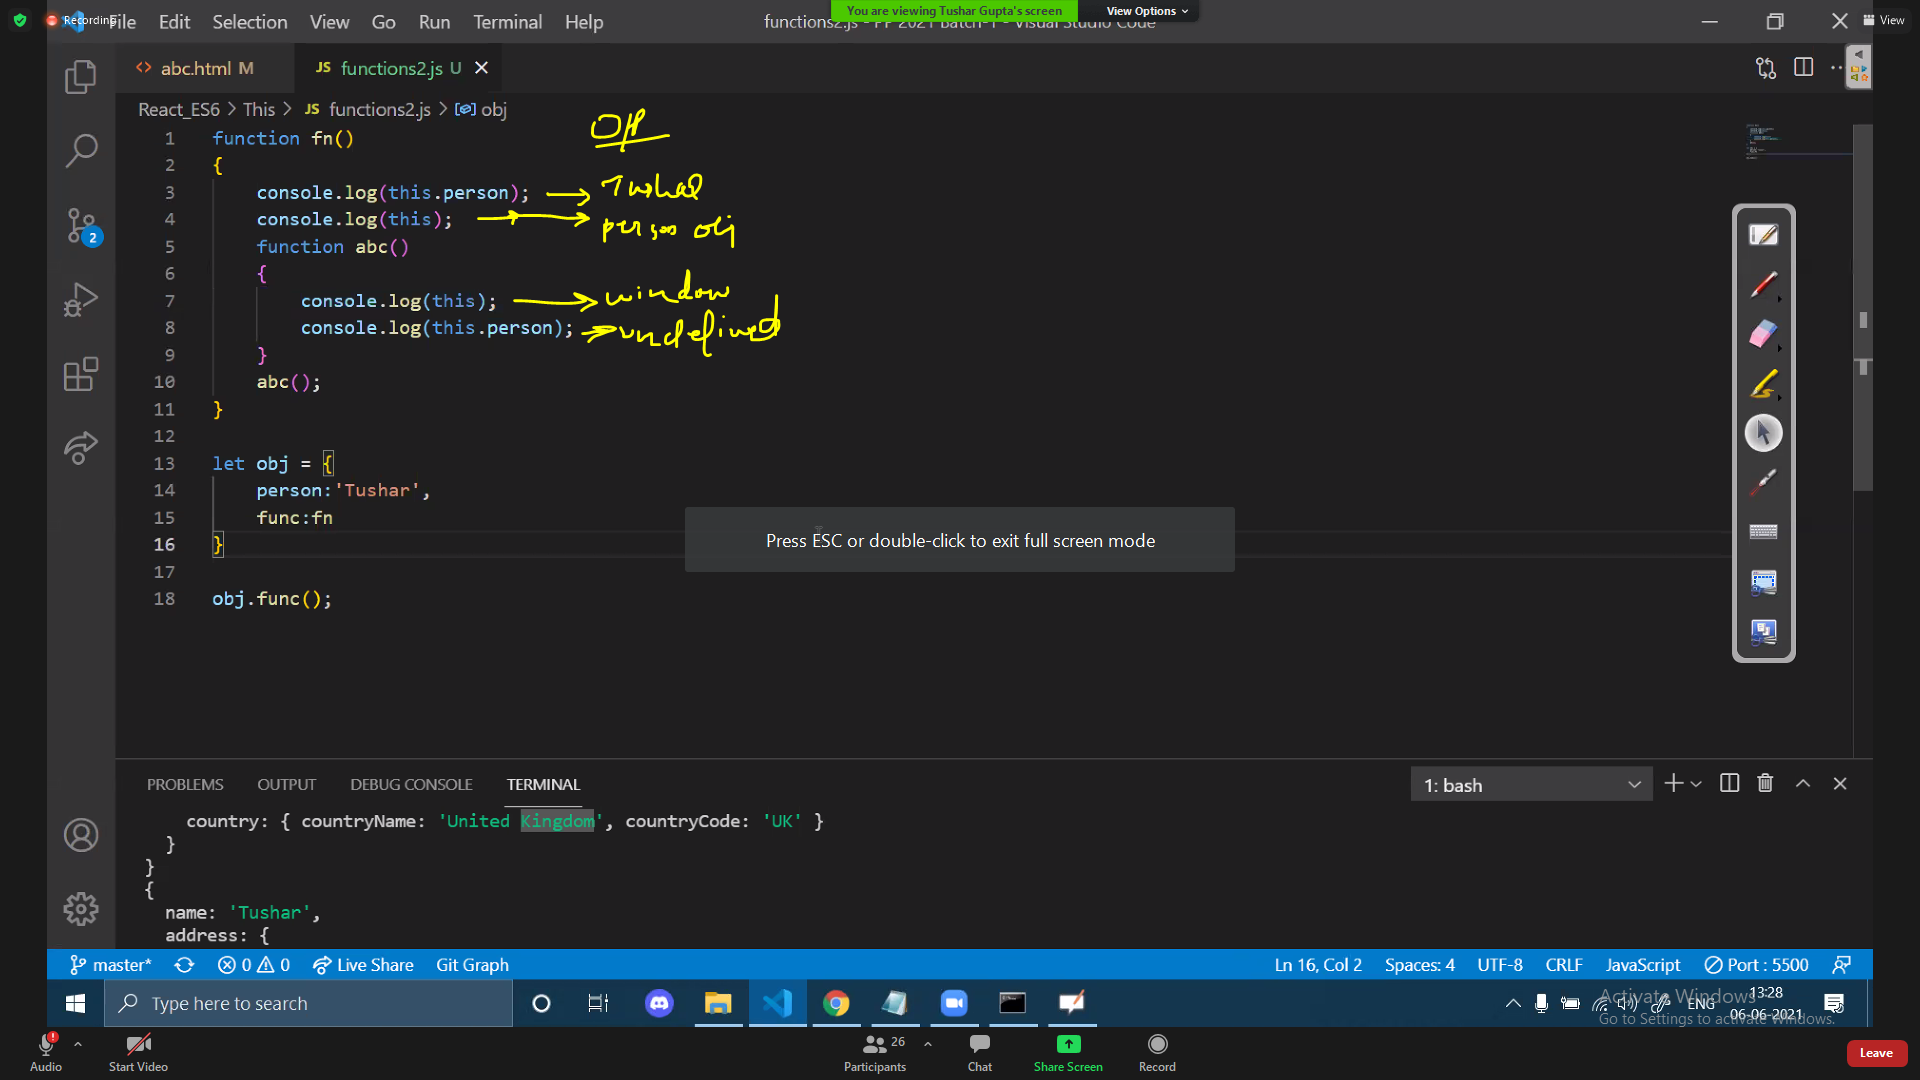 Recording
You are viewing Tushar Gupta's screen
View Options
View
File Edit Selection View Go Run Terminal Help
functions2.js - PP 2021 Batch-1 - Visual Studio Code
abc.html M
JS functions2.js U
React_ES6 > This > JS functions2.js > obj
O/P
1 function fn()
2 {
3 console.log(this.person); Tushar
4 console.log(this); person obj
5 function abc()
6 {
7 console.log(this); window
8 console.log(this.person); undefined
9 }
10 abc();
11 }
12
13 let obj = {
14 person:'Tushar',
15 func:fn
16 }
17
18 obj.func();
Press ESC or double-click to exit full screen mode
2
PROBLEMS OUTPUT DEBUG CONSOLE TERMINAL
1: bash
country: { countryName: 'United Kingdom', countryCode: 'UK' }
}
}
{
name: 'Tushar',
address: {
master* 0 0 Live Share Git Graph
Ln 16, Col 2 Spaces: 4 UTF-8 CRLF JavaScript Port : 5500
Activate Windows
Go to Settings to activate Windows.
Type here to search
ENG
13:28
06-06-2021
Audio
Start Video
26
Participants
Chat
Share Screen
Record
Leave